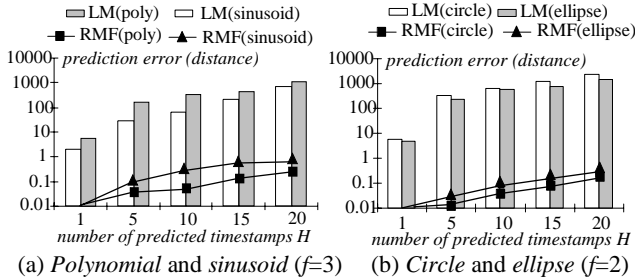 LM(poly) LM(sinusoid)
RMF(poly) RMF(sinusoid)
prediction error (distance)
10000
1000
100
10
1
0.1
0.01
1 5 10 15 20
number of predicted timestamps H
(a) Polynomial and sinusoid (f=3)
LM(circle) LM(ellipse)
RMF(circle) RMF(ellipse)
prediction error (distance)
10000
1000
100
10
1
0.1
0.01
1 5 10 15 20
number of predicted timestamps H
(b) Circle and ellipse (f=2)